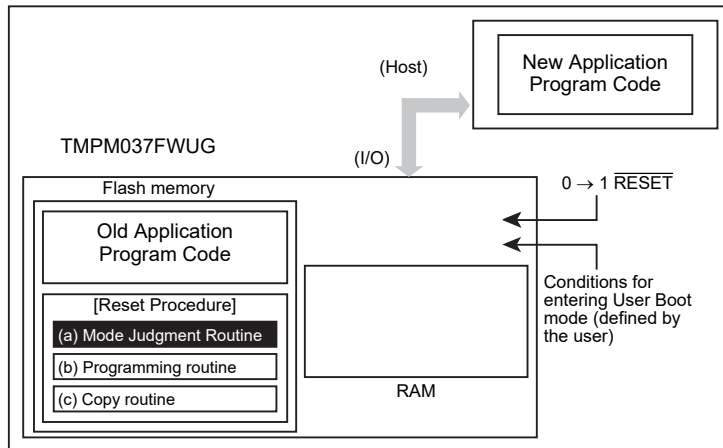 New Application
Program Code
(Host)
TMPM037FWUG
(I/O)
0 → 1 RESET
Flash memory
Old Application
Program Code
[Reset Procedure]
(a) Mode Judgment Routine
(b) Programming routine
(c) Copy routine
RAM
Conditions for
entering User Boot
mode (defined by
the user)